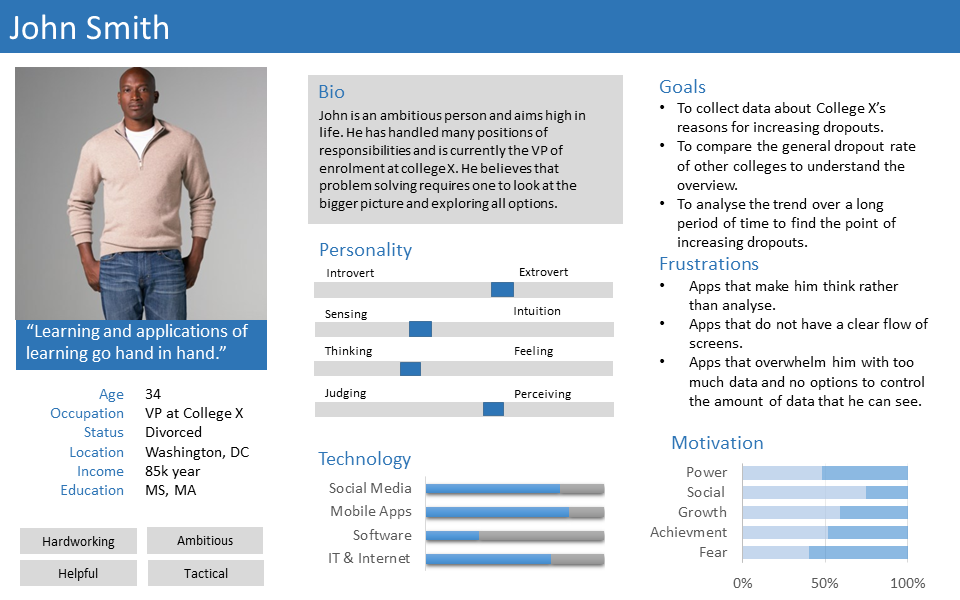 John Smith
“Learning and applications of
learning go hand in hand.”
Age 34
Occupation VP at College X
Status Divorced
Location Washington, DC
Income 85k year
Education MS, MA
Hardworking Ambitious
Helpful Tactical
Bio
John is an ambitious person and aims high in
life. He has handled many positions of
responsibilities and is currently the VP of
enrolment at college X. He believes that
problem solving requires one to look at the
bigger picture and exploring all options.
Personality
Introvert Extrovert
Sensing Intuition
Thinking Feeling
Judging Perceiving
Technology
Social Media
Mobile Apps
Software
IT & Internet
Goals
• To collect data about College X’s
reasons for increasing dropouts.
• To compare the general dropout rate
of other colleges to understand the
overview.
• To analyse the trend over a long
period of time to find the point of
increasing dropouts.
Frustrations
• Apps that make him think rather
than analyse.
• Apps that do not have a clear flow of
screens.
• Apps that overwhelm him with too
much data and no options to control
the amount of data that he can see.
Motivation
Power
Social
Growth
Achievment
Fear
0% 50% 100%